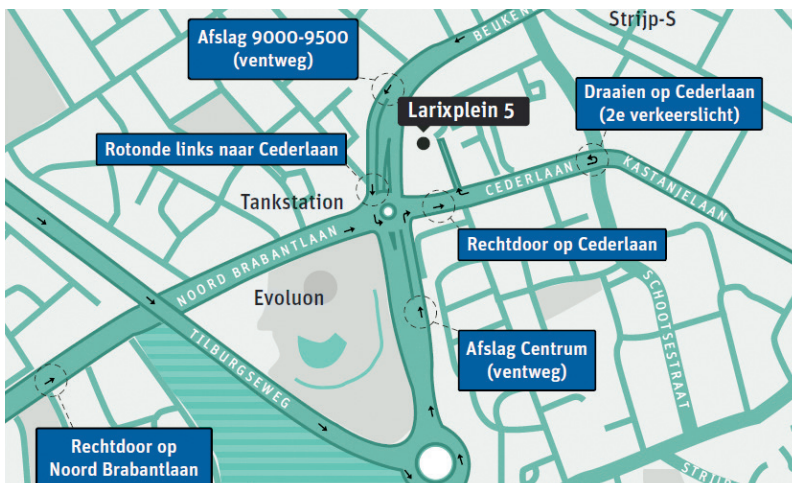 Strijp-S
Afslag 9000-9500
(ventweg)
BEUKEN
Draaien op Cederlaan
(2e verkeerslicht)
Larixplein 5
Rotonde links naar Cederlaan
CEDERLAAN
KASTANJELAAN
Tankstation
Rechtdoor op Cederlaan
NOORD BRABANTLAAN
Evoluon
SCHOOTSESTRAAT
TILBURGSEWEG
Afslag Centrum
(ventweg)
Rechtdoor op
Noord Brabantlaan
STRIJP